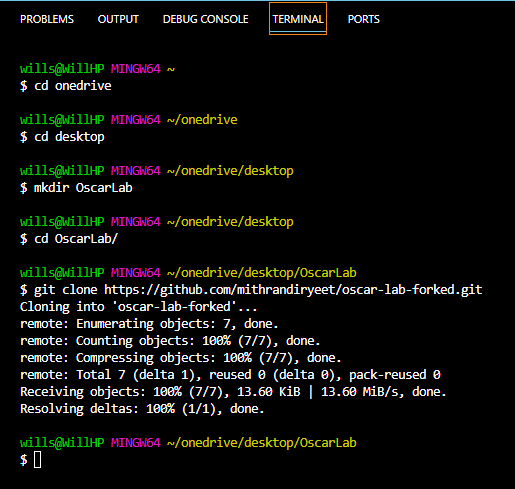 PROBLEMS OUTPUT DEBUG CONSOLE TERMINAL PORTS
wills@WillHP MINGW64 ~
$ cd onedrive
wills@WillHP MINGW64 ~/onedrive
$ cd desktop
wills@WillHP MINGW64 ~/onedrive/desktop
$ mkdir OscarLab
wills@WillHP MINGW64 ~/onedrive/desktop
$ cd OscarLab/
wills@WillHP MINGW64 ~/onedrive/desktop/OscarLab
$ git clone https://github.com/mithrandiryeet/oscar-lab-forked.git
Cloning into 'oscar-lab-forked'...
remote: Enumerating objects: 7, done.
remote: Counting objects: 100% (7/7), done.
remote: Compressing objects: 100% (7/7), done.
remote: Total 7 (delta 1), reused 0 (delta 0), pack-reused 0
Receiving objects: 100% (7/7), 13.60 KiB | 13.60 MiB/s, done.
Resolving deltas: 100% (1/1), done.
wills@WillHP MINGW64 ~/onedrive/desktop/OscarLab
$